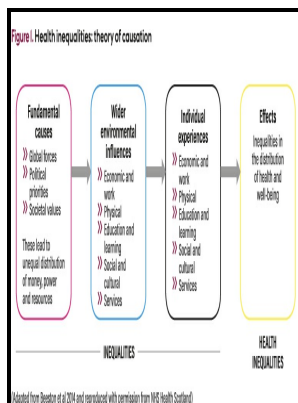 Figure 1. Health inequalities: theory of causation
Fundamental
causes
» Global forces
» Political
priorities
» Societal values
These lead to
unequal distribution
of money, power
and resources
Wider
environmental
influences
» Economic and
work
» Physical
» Education and
learning
» Social and
cultural
» Services
Individual
experiences
» Economic and
work
» Physical
» Education and
learning
» Social and
cultural
» Services
Effects
Inequalities in
the distribution
of health and
well-being
INEQUALITIES
HEALTH
INEQUALITIES
(Adapted from Beeston et al 2014 and reproduced with permission from NHS Health Scotland)